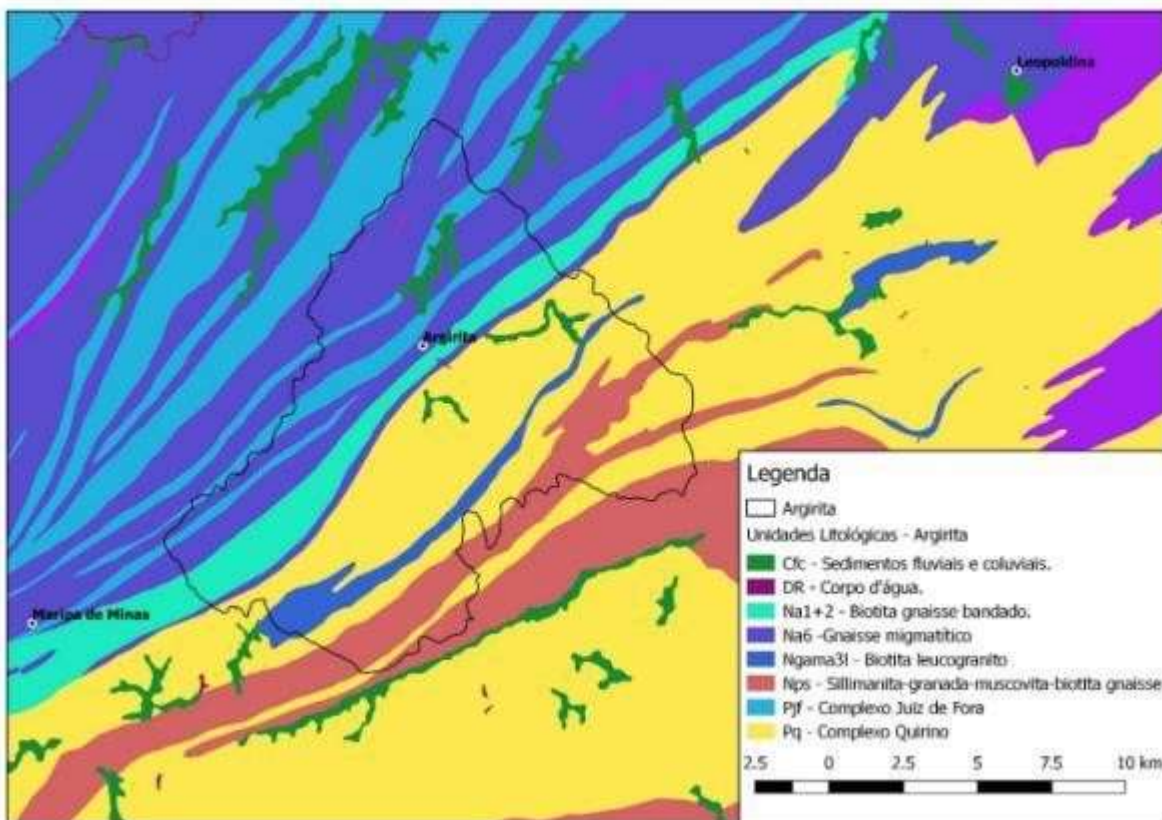 Leopoldina
Argirita
Maripa de Minas
Legenda
Argirita
Unidades Litológicas - Argirita
Cfc - Sedimentos fluviais e coluviais.
DR - Corpo d'água.
Na1+2 - Biotita gnaisse bandado.
Na6 -Gnaisse migmatítico
Ngama3l - Biotita leucogranito
Nps - Sillimanita-granada-muscovita-biotita gnaisse
Pjf - Complexo Juiz de Fora
Pq - Complexo Quirino
2.5 0 2.5 5 7.5 10 km